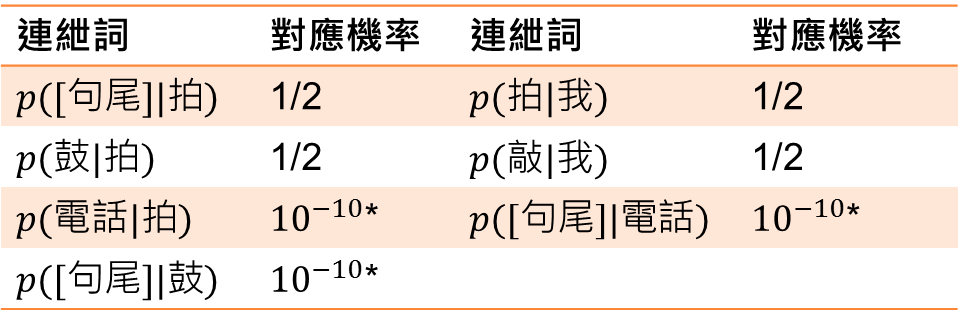 連紲詞 對應機率 連紲詞 對應機率
p([句尾]|拍) 1/2 p(拍|我) 1/2
p(鼓|拍) 1/2 p(敲|我) 1/2
p(電話|拍) 10⁻¹⁰* p([句尾]|電話) 10⁻¹⁰*
p([句尾]|鼓) 10⁻¹⁰*